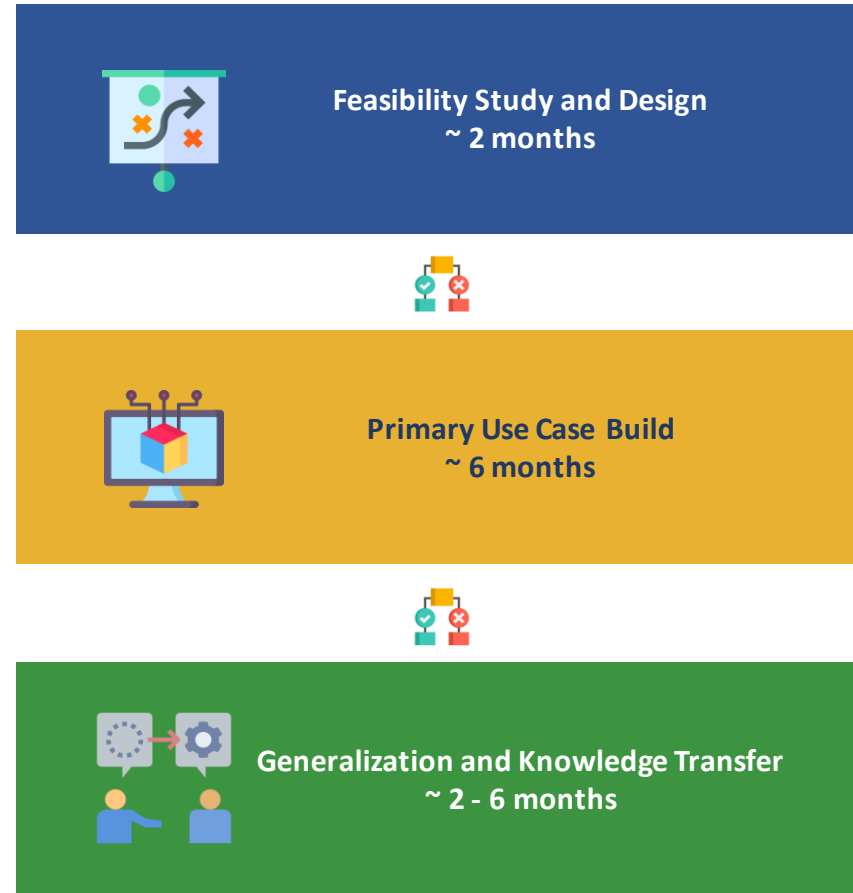 Feasibility Study and Design
~ 2 months
Primary Use Case Build
~ 6 months
Generalization and Knowledge Transfer
~ 2 - 6 months